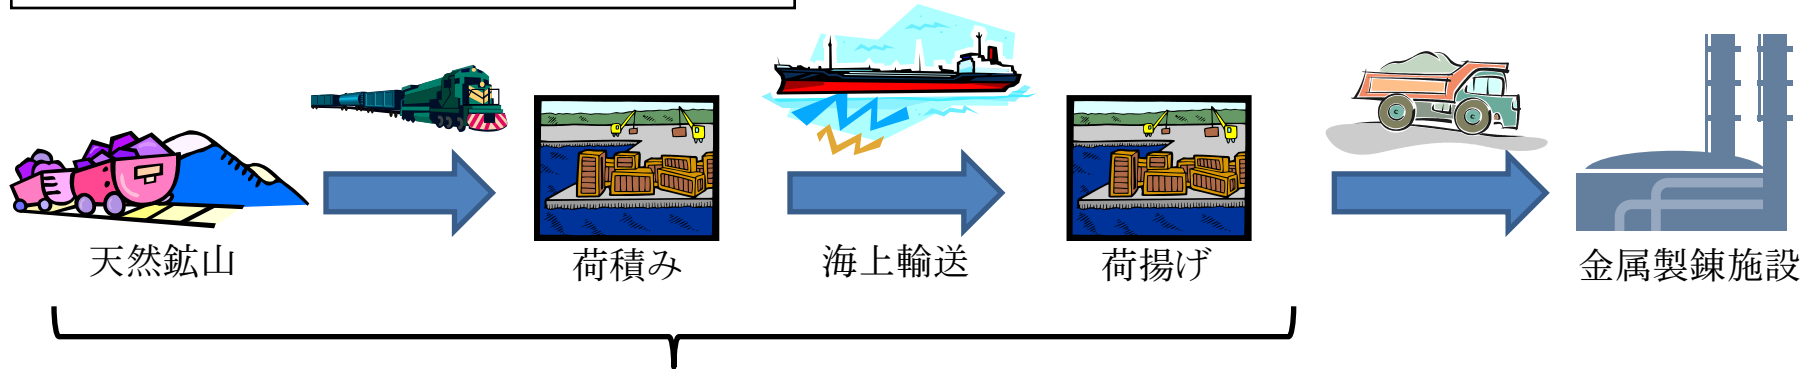 天然鉱山
荷積み
海上輸送
荷揚げ
金属製錬施設